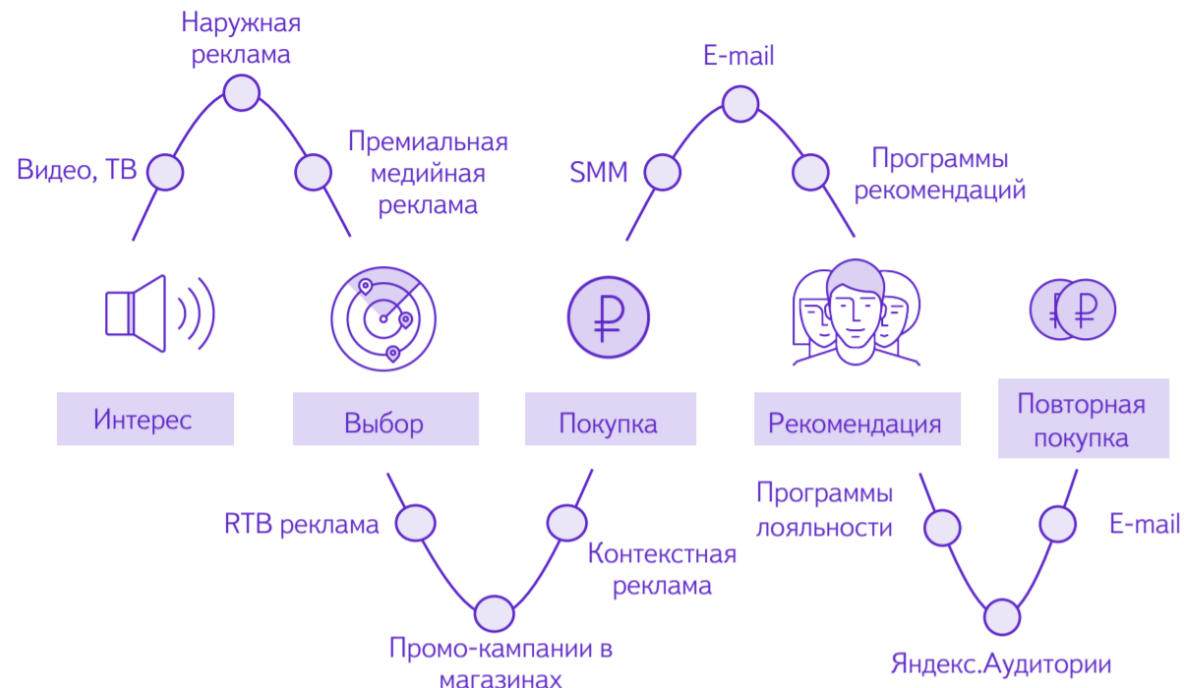 Наружная
реклама
Видео, ТВ
Премиальная
медийная
реклама
E-mail
SMM
Программы
рекомендаций
Интерес
Выбор
Покупка
Рекомендация
Повторная
покупка
RTB реклама
Промо-кампании в
магазинах
Контекстная
реклама
Программы
лояльности
Яндекс.Аудитории
E-mail